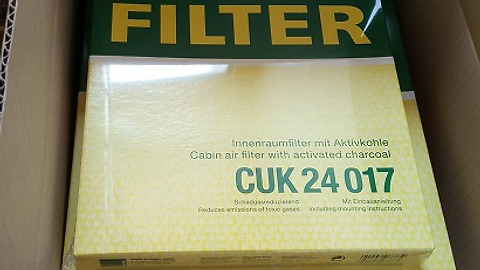 FILTER
Innenraumfilter mit Aktivkohle
Cabin air filter with activated charcoal
CUK 24 017
Schadgasreduzierend
Reduces emissions of toxic gases
Mit Einbauanleitung
Including mounting instructions